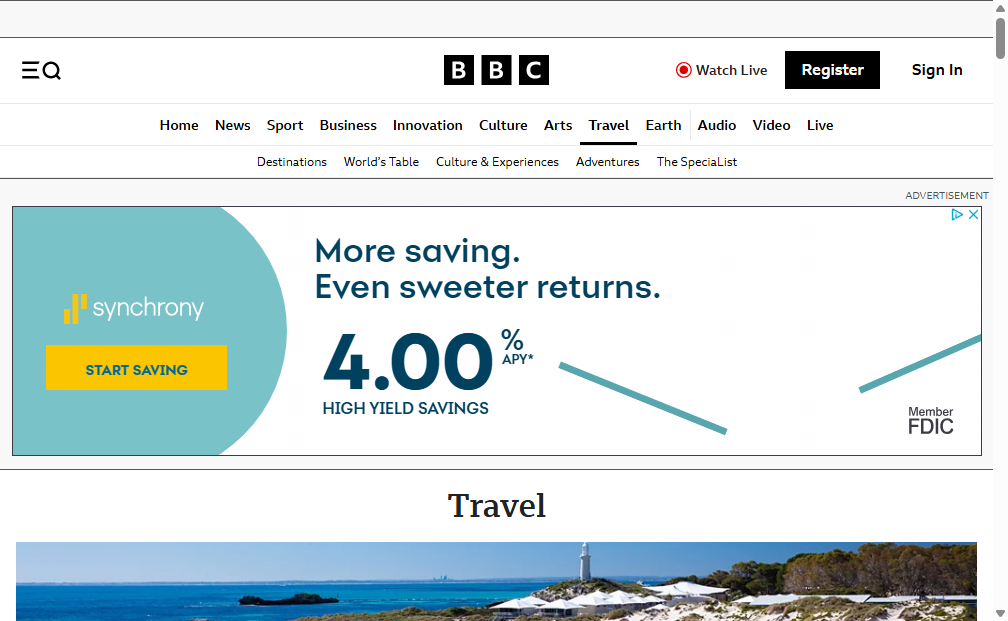 BBC
Watch Live
Register
Sign In
Home News Sport Business Innovation Culture Arts Travel Earth Audio Video Live
Destinations World's Table Culture & Experiences Adventures The SpeciaList
ADVERTISEMENT
synchrony
START SAVING
More saving.
Even sweeter returns.
4.00% APY*
HIGH YIELD SAVINGS
Member
FDIC
Travel